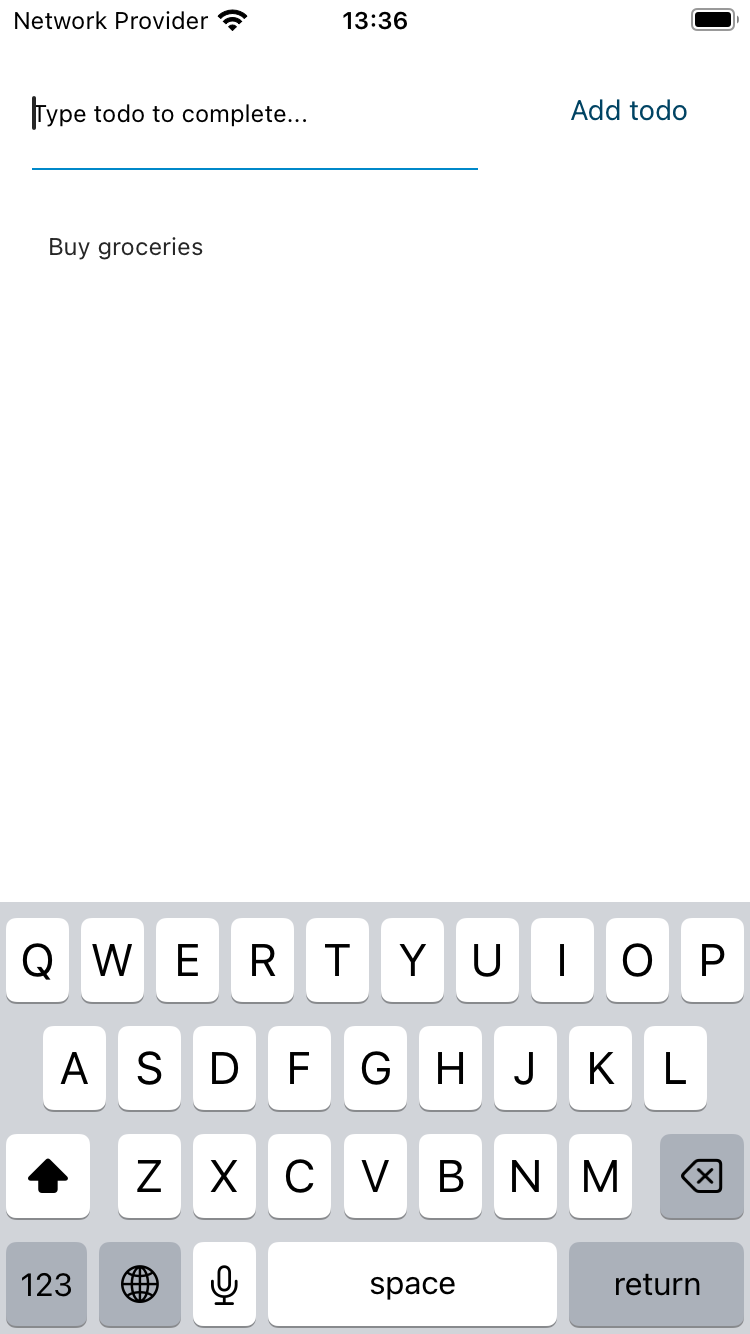 Network Provider 13:36
Type todo to complete... Add todo
Buy groceries
Q W E R T Y U I O P
A S D F G H J K L
Z X C V B N M
123 space return